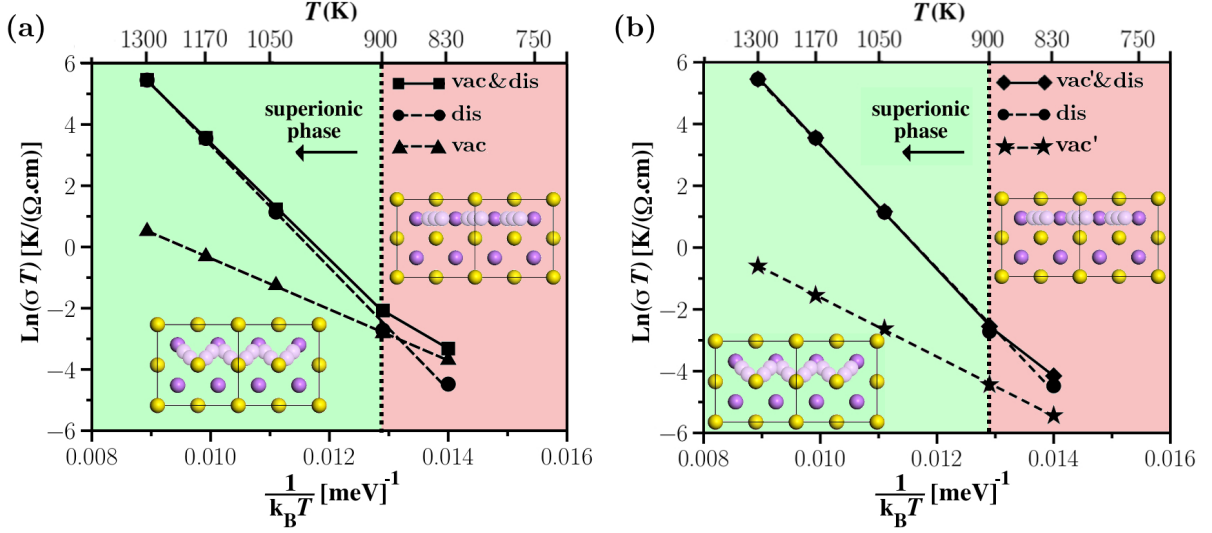 (a)
T(K)
1300 1170 1050 900 830 750
6
4
2
0
−2
−4
−6
Ln(σT) [K/(Ω.cm)]
superionic
phase
vac&dis
dis
vac
0.008 0.010 0.012 0.014 0.016
1/k_BT [meV]^-1
(b)
T(K)
1300 1170 1050 900 830 750
6
4
2
0
−2
−4
−6
Ln(σT) [K/(Ω.cm)]
superionic
phase
vac'&dis
dis
vac'
0.008 0.010 0.012 0.014 0.016
1/k_BT [meV]^-1